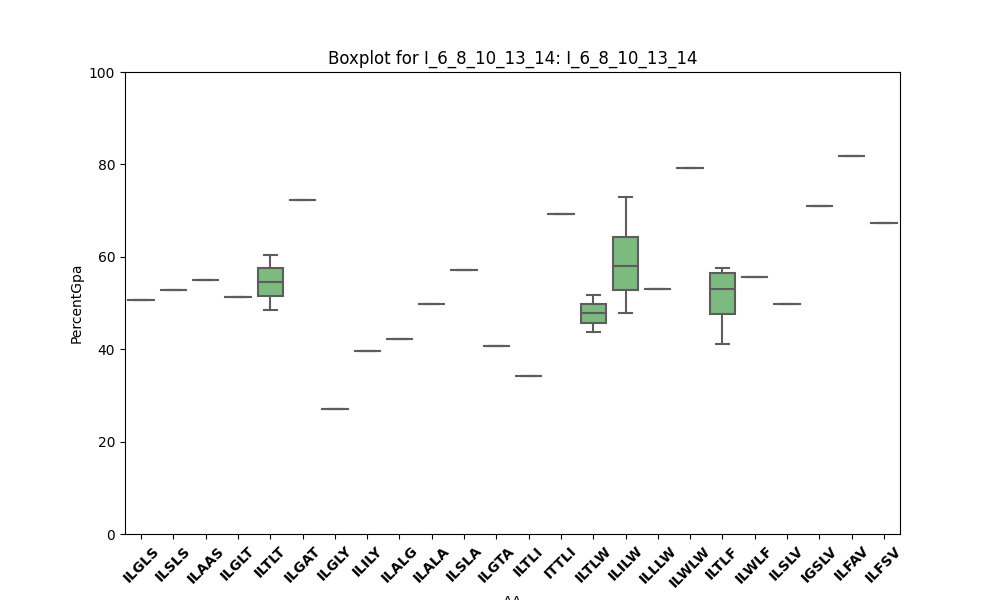 Boxplot for I_6_8_10_13_14: I_6_8_10_13_14
PercentGpa
100
80
60
40
20
0
ILGLS ILSLS ILAAS ILGLT ILTLT ILGAT ILGLY ILILY ILALG ILALA ILSLA ILGTA ILTLI ITTLI ILTLW ILILW ILLLW ILWLW ILTLF ILWLF ILSLV IGSLV ILFAV ILFSV
AA